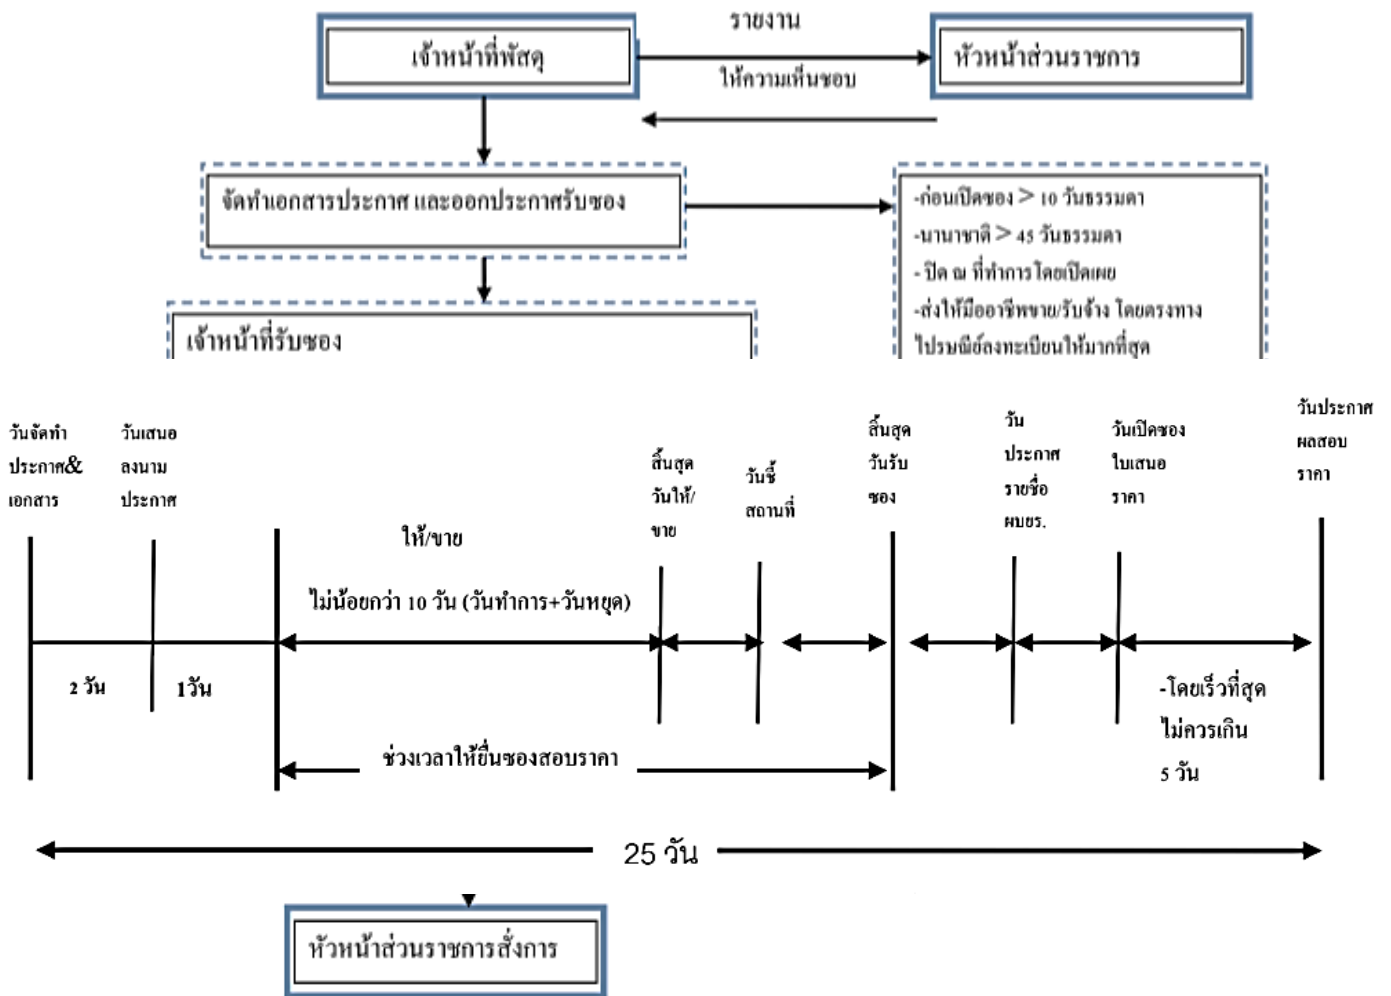 รายงาน
เจ้าหน้าที่พัสดุ
หัวหน้าส่วนราชการ
ให้ความเห็นชอบ
จัดทำเอกสารประกาศ และออกประกาศรับซอง
-ก่อนเปิดซอง > 10 วันธรรมดา
-นานาชาติ > 45 วันธรรมดา
- ปิด ณ ที่ทำการโดยเปิดเผย
-ส่งให้มีอาชีพขาย/รับจ้าง โดยตรงทาง
ไปรษณีย์ลงทะเบียนให้มากที่สุด
เจ้าหน้าที่รับซอง
วันจัดทำ
ประกาศ&
เอกสาร
วันเสนอ
ลงนาม
ประกาศ
ให้/ขาย
ไม่น้อยกว่า 10 วัน (วันทำการ+วันหยุด)
สิ้นสุด
วันให้/
ขาย
วันชี้
สถานที่
สิ้นสุด
วันรับ
ซอง
วัน
ประกาศ
รายชื่อ
ผบยร.
วันเปิดซอง
ใบเสนอ
ราคา
วันประกาศ
ผลสอบ
ราคา
2 วัน
1วัน
ช่วงเวลาให้ยื่นซองสอบราคา
-โดยเร็วที่สุด
ไม่ควรเกิน
5 วัน
25 วัน
หัวหน้าส่วนราชการสั่งการ